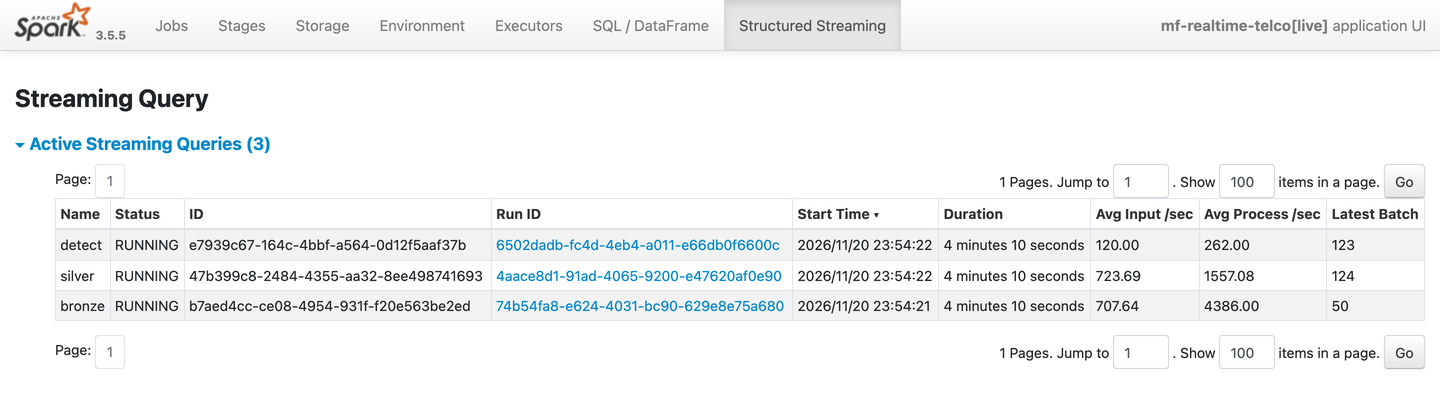 APACHE Spark 3.5.5 Jobs Stages Storage Environment Executors SQL / DataFrame Structured Streaming mf-realtime-telco[live] application UI
Streaming Query
Active Streaming Queries (3)
Page: 1 1 Pages. Jump to 1 . Show 100 items in a page. Go
Name Status ID Run ID Start Time ▾ Duration Avg Input /sec Avg Process /sec Latest Batch
detect RUNNING e7939c67-164c-4bbf-a564-0d12f5aaf37b 6502dadb-fc4d-4eb4-a011-e66db0f6600c 2026/11/20 23:54:22 4 minutes 10 seconds 120.00 262.00 123
silver RUNNING 47b399c8-2484-4355-aa32-8ee498741693 4aace8d1-91ad-4065-9200-e47620af0e90 2026/11/20 23:54:22 4 minutes 10 seconds 723.69 1557.08 124
bronze RUNNING b7aed4cc-ce08-4954-931f-f20e563be2ed 74b54fa8-e624-4031-bc90-629e8e75a680 2026/11/20 23:54:21 4 minutes 10 seconds 707.64 4386.00 50
Page: 1 1 Pages. Jump to 1 . Show 100 items in a page. Go